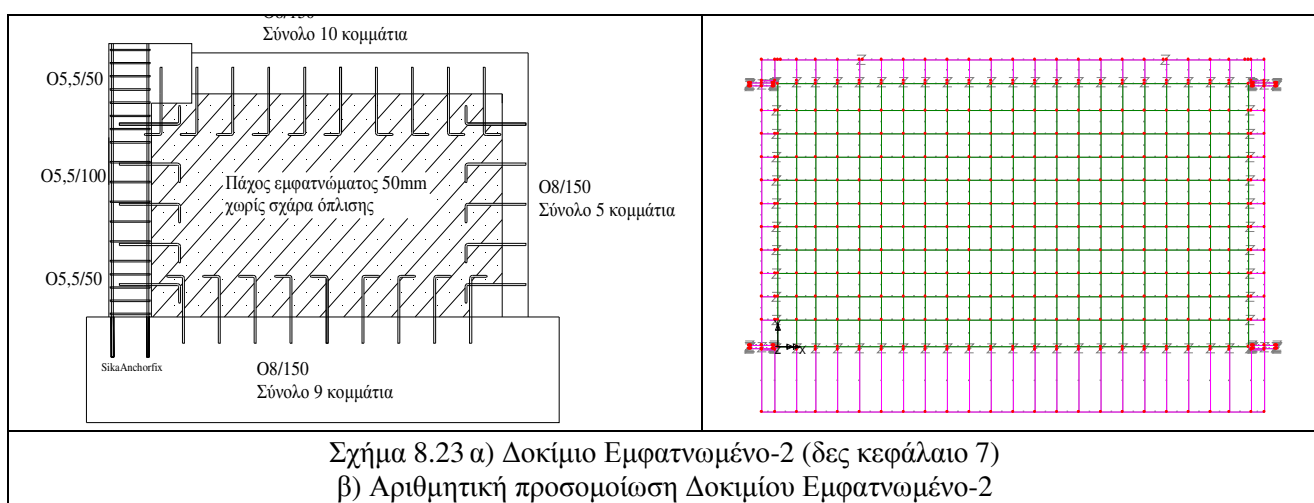 Σύνολο 10 κομμάτια
Ο5,5/50
Ο5,5/100
Πάχος εμφατνώματος 50mm
χωρίς σχάρα όπλισης
Ο8/150
Σύνολο 5 κομμάτια
Ο5,5/50
SikaAnchorfix
Ο8/150
Σύνολο 9 κομμάτια
Y
Z
X
Σχήμα 8.23 α) Δοκίμιο Εμφατνωμένο-2 (δες κεφάλαιο 7)
β) Αριθμητική προσομοίωση Δοκιμίου Εμφατνωμένο-2